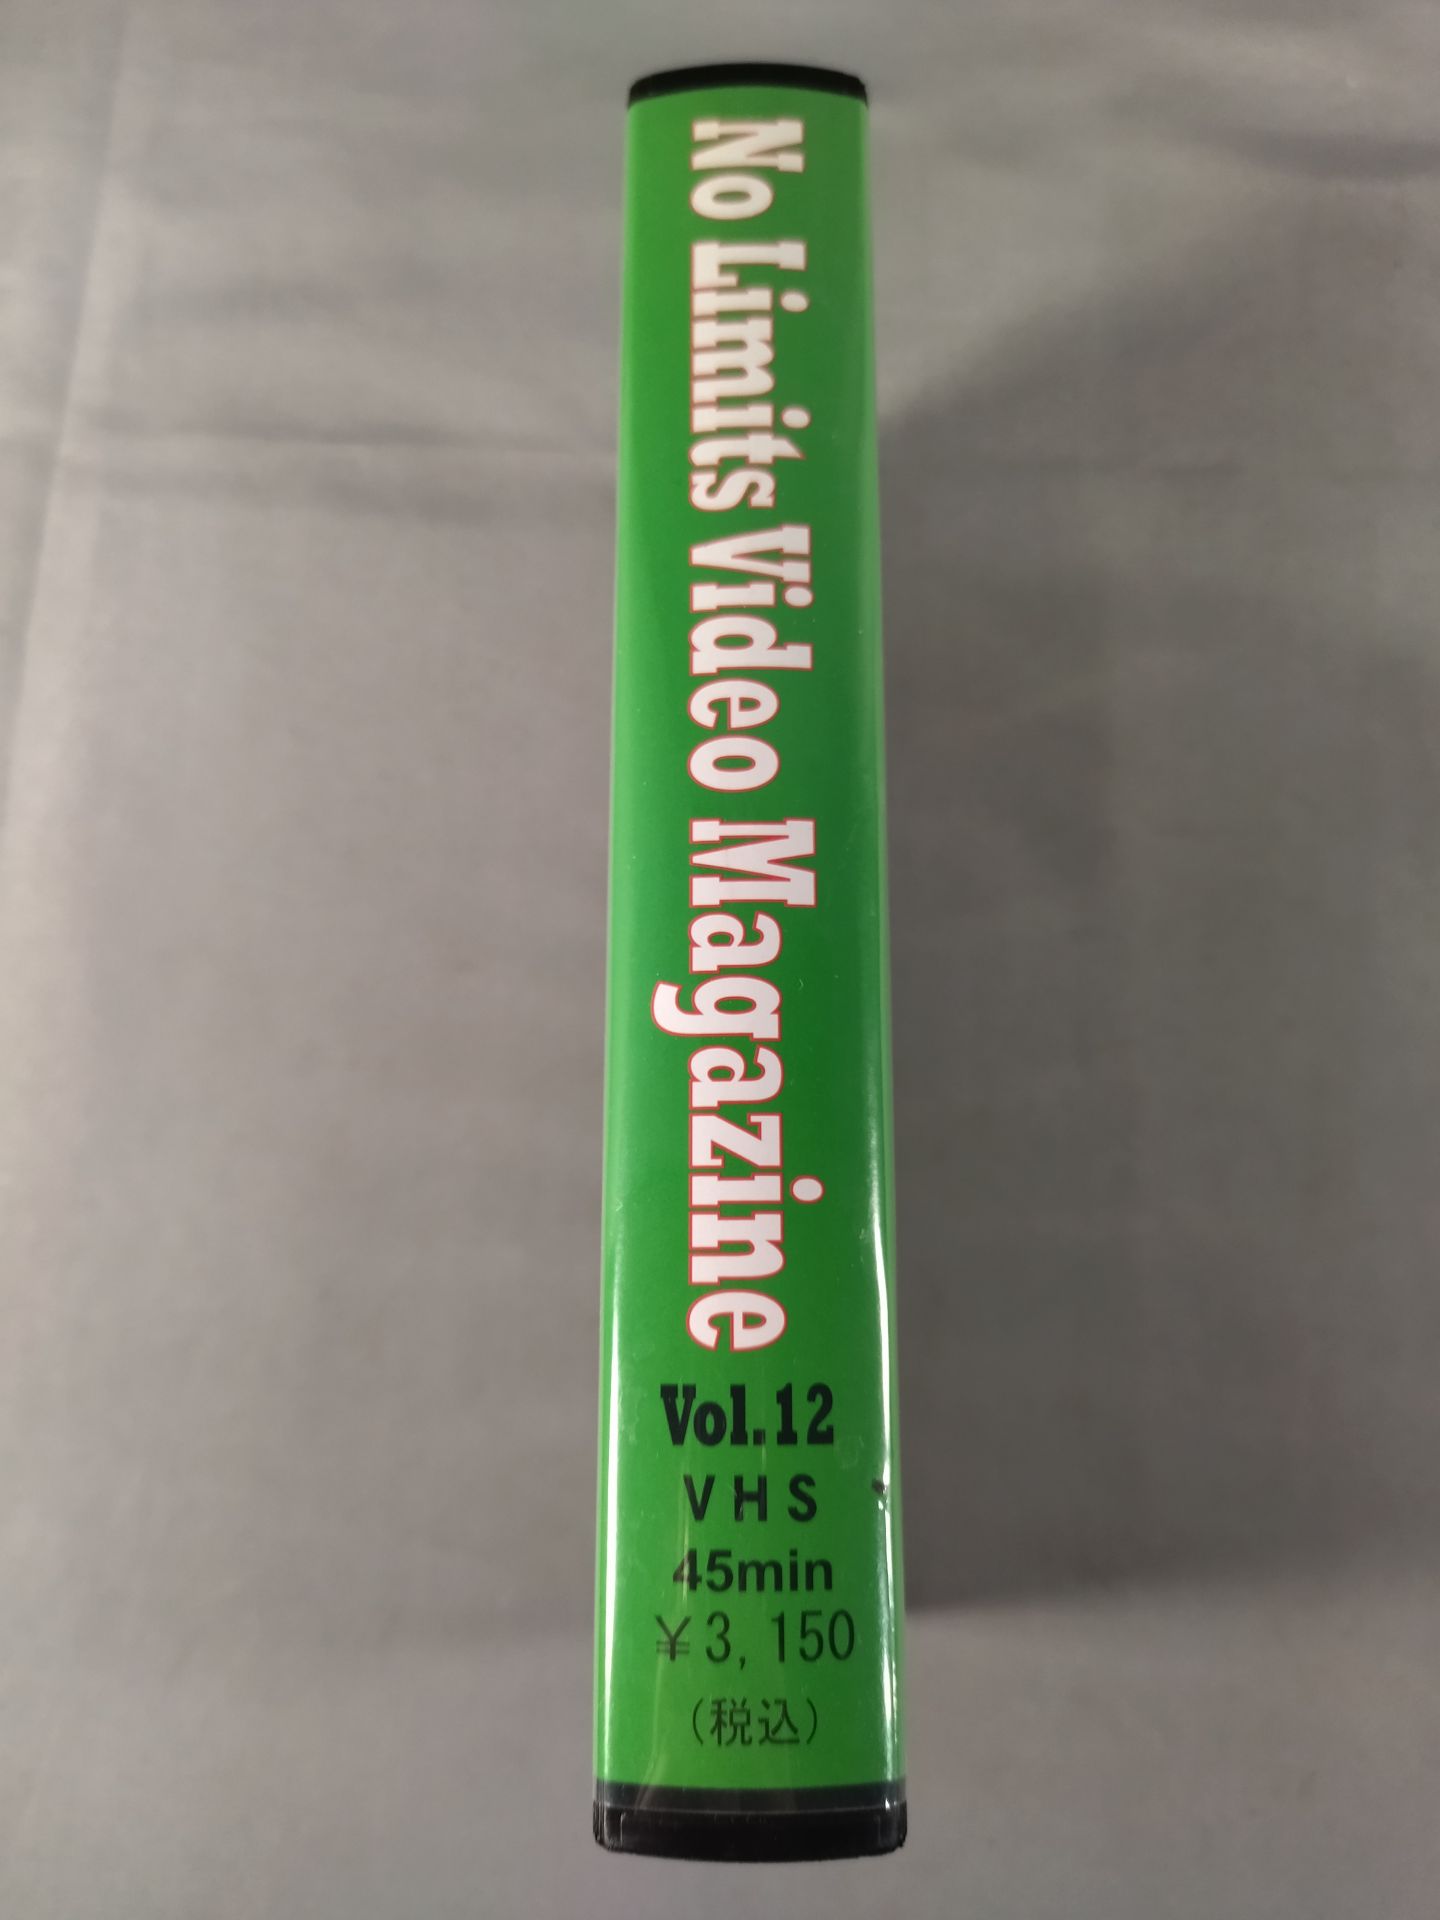 No Limits Video Magazine
Vol.12
VHS
45min
￥3,150
(税込)